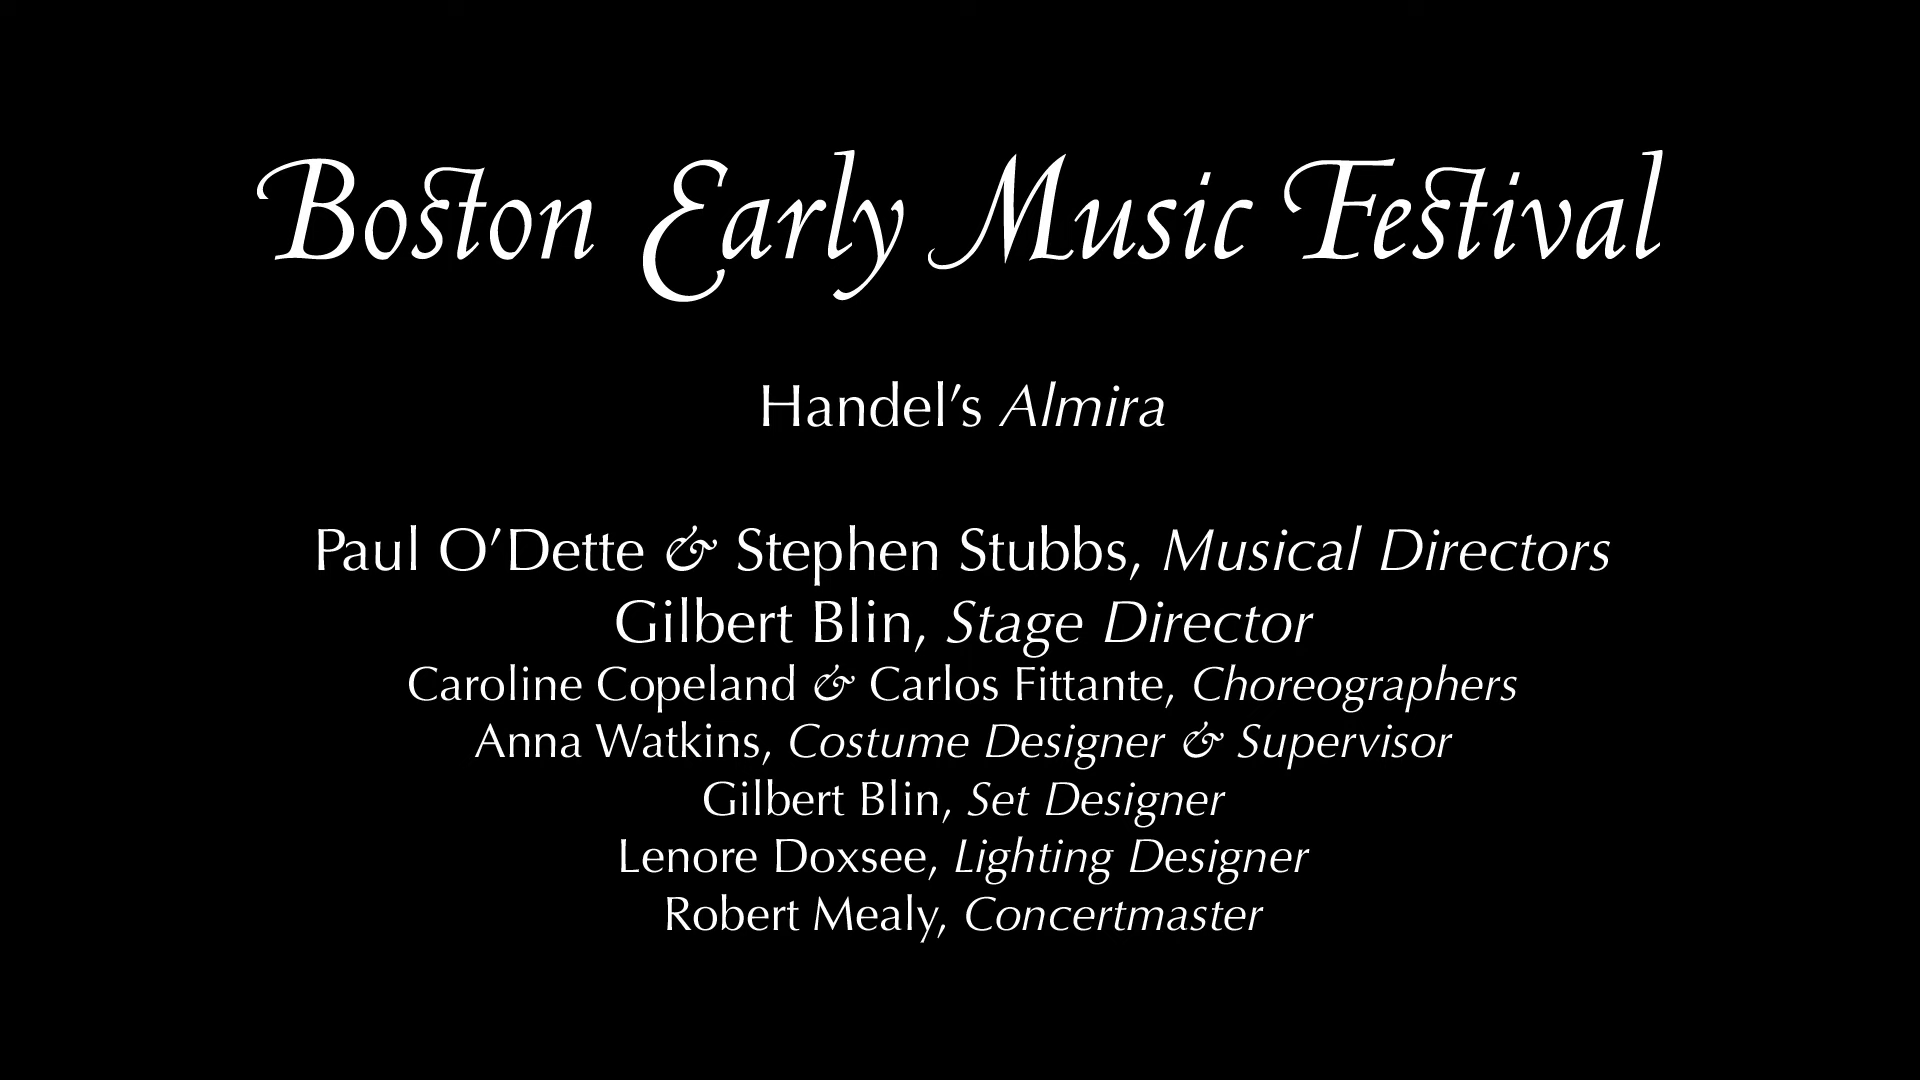 Boston Early Music Festival
Handel’s Almira
Paul O’Dette & Stephen Stubbs, Musical Directors
Gilbert Blin, Stage Director
Caroline Copeland & Carlos Fittante, Choreographers
Anna Watkins, Costume Designer & Supervisor
Gilbert Blin, Set Designer
Lenore Doxsee, Lighting Designer
Robert Mealy, Concertmaster